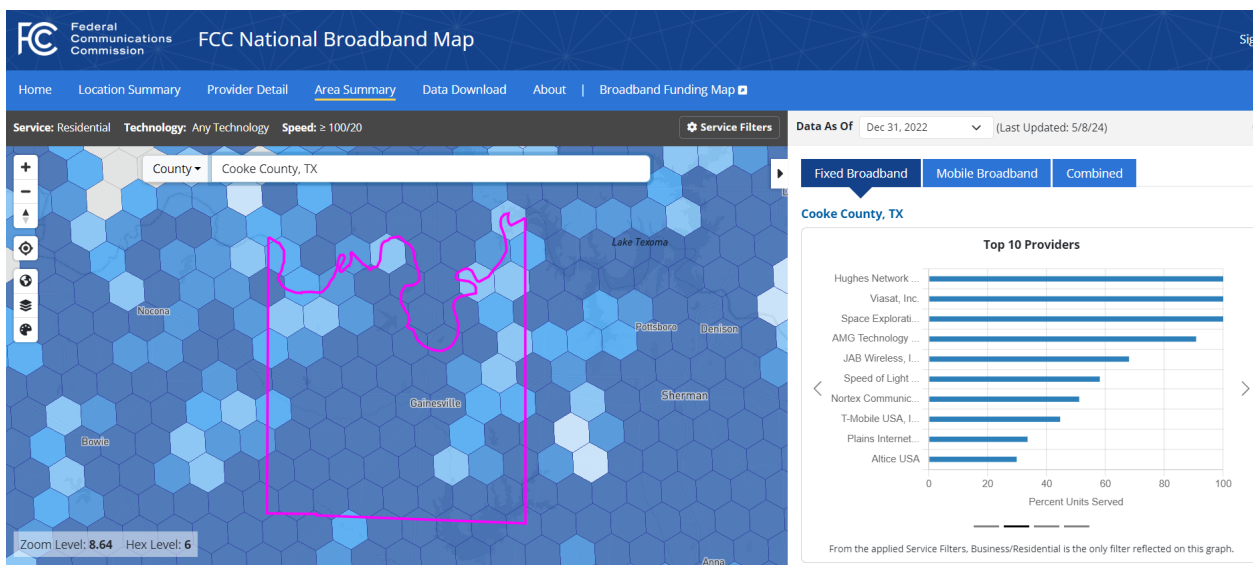 Federal
Communications
Commission
FCC National Broadband Map
Home Location Summary Provider Detail Area Summary Data Download About | Broadband Funding Map
Service: Residential Technology: Any Technology Speed: ≥ 100/20 Service Filters
Data As Of Dec 31, 2022 (Last Updated: 5/8/24)
County Cooke County, TX
Fixed Broadband Mobile Broadband Combined
Cooke County, TX
Top 10 Providers
Hughes Network ...
Viasat, Inc.
Space Explorati...
AMG Technology ...
JAB Wireless, I...
Speed of Light ...
Nortex Communic...
T-Mobile USA, I...
Plains Internet...
Altice USA
0 20 40 60 80 100
Percent Units Served
From the applied Service Filters, Business/Residential is the only filter reflected on this graph.
Lake Texoma
Nocona
Pottsboro Denison
Sherman
Gainesville
Bowie
Anna
Zoom Level: 8.64 Hex Level: 6